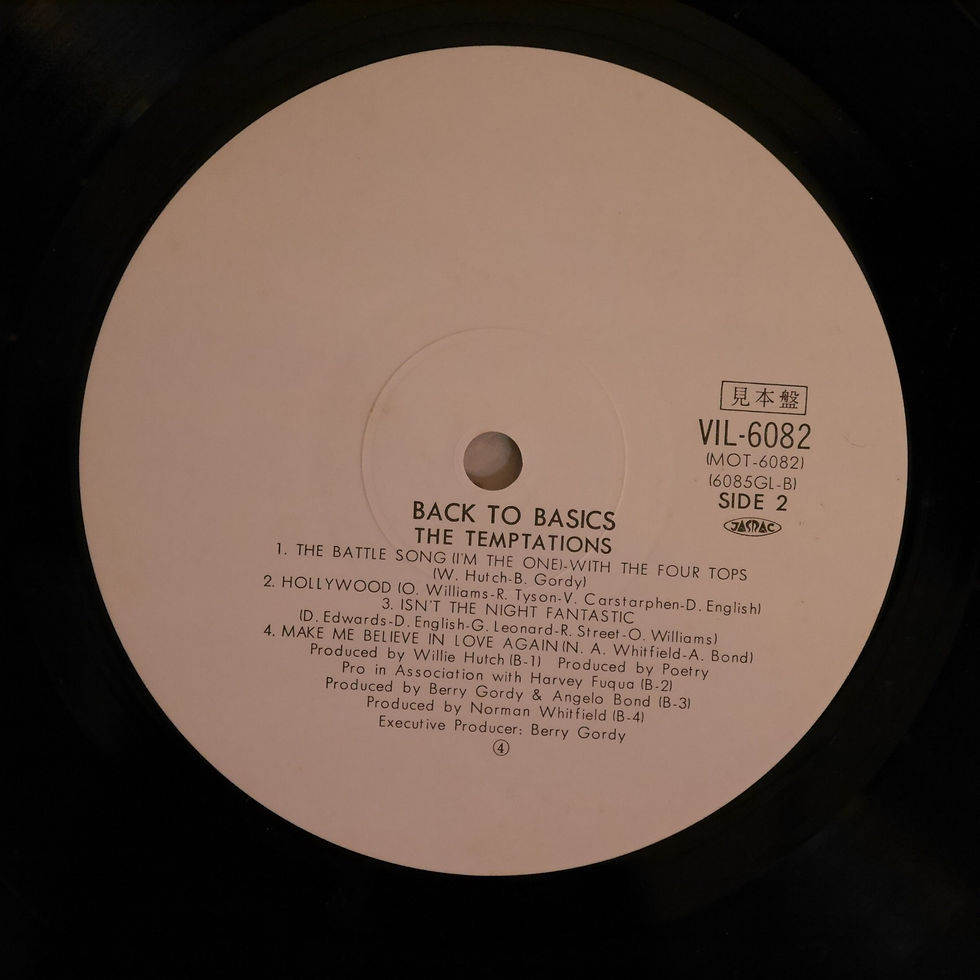 見本盤
VIL-6082
(MOT-6082)
(6085GL-B)
SIDE 2
JASRAC
BACK TO BASICS
THE TEMPTATIONS
1. THE BATTLE SONG (I'M THE ONE)-WITH THE FOUR TOPS
(W. Hutch-B. Gordy)
2. HOLLYWOOD (O. Williams-R. Tyson-V. Carstarphen-D. English)
3. ISN'T THE NIGHT FANTASTIC
(D. Edwards-D. English-G. Leonard-R. Street-O. Williams)
4. MAKE ME BELIEVE IN LOVE AGAIN (N. A. Whitfield-A. Bond)
Produced by Willie Hutch (B-1) Produced by Poetry
Pro in Association with Harvey Fuqua (B-2)
Produced by Berry Gordy & Angelo Bond (B-3)
Produced by Norman Whitfield (B-4)
Executive Producer: Berry Gordy
④